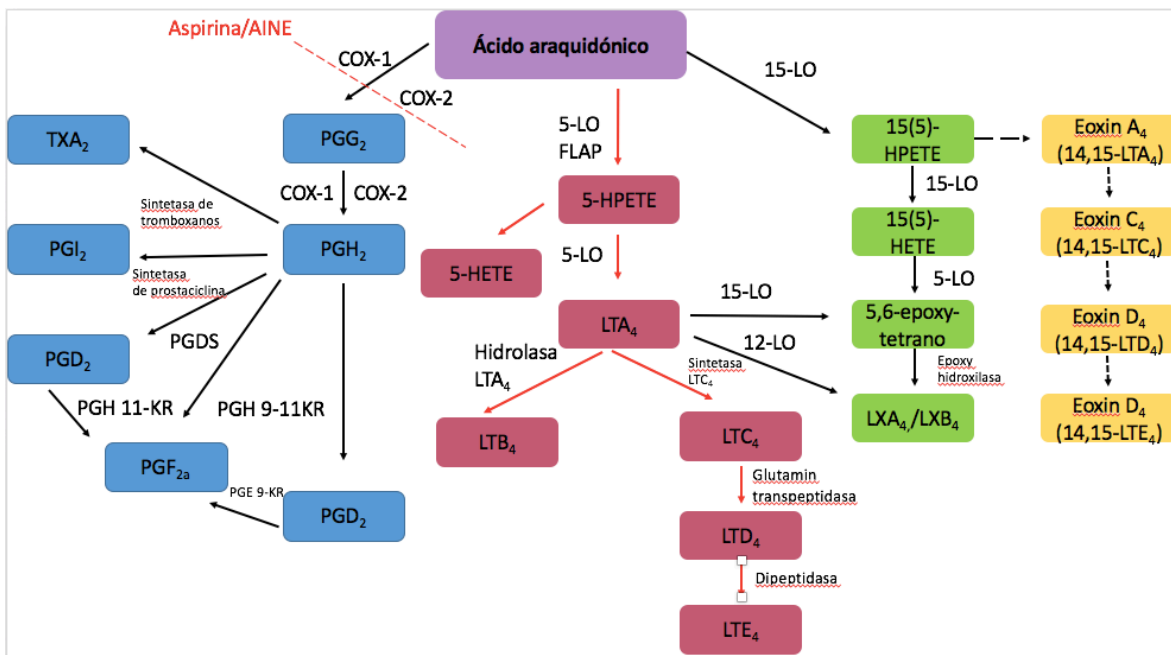 Aspirina/AINE
Ácido araquidónico
COX-1
COX-2
15-LO
TXA₂
PGG₂
5-LO
FLAP
15(5)-
HPETE
Eoxin A₄
(14,15-LTA₄)
COX-1
COX-2
15-LO
5-HPETE
Sintetasa de
tromboxanos
PGI₂
PGH₂
15(5)-
HETE
Eoxin C₄
(14,15-LTC₄)
5-HETE
5-LO
Sintetasa
de prostaciclina
5-LO
15-LO
PGDS
LTA₄
5,6-epoxy-
tetrano
Eoxin D₄
(14,15-LTD₄)
PGD₂
12-LO
Hidrolasa
LTA₄
Sintetasa
LTC₄
Epoxy
hidroxilasa
PGH 11-KR
PGH 9-11KR
LXA₄,/LXB₄
Eoxin D₄
(14,15-LTE₄)
LTB₄
LTC₄
PGF₂ₐ
Glutamin
transpeptidasa
PGE 9-KR
PGD₂
LTD₄
Dipeptidasa
LTE₄